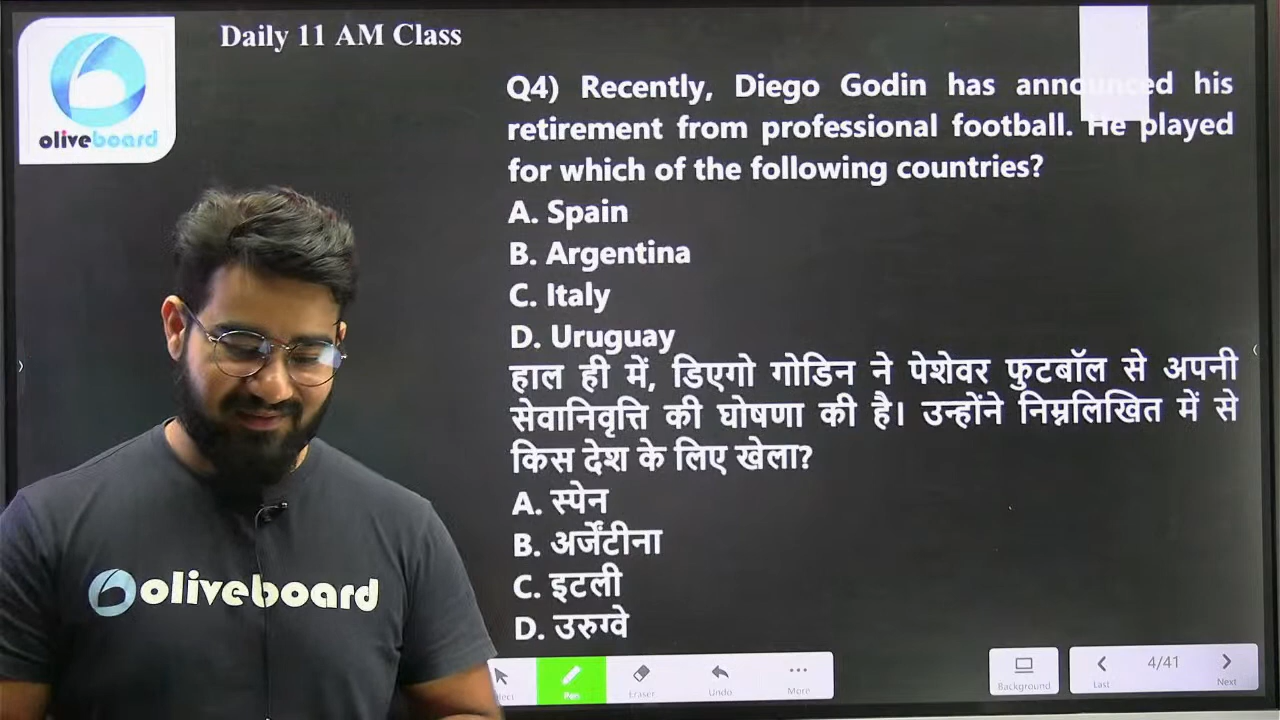 Daily 11 AM Class
oliveboard
Q4) Recently, Diego Godin has announced his
retirement from professional football. He played
for which of the following countries?
A. Spain
B. Argentina
C. Italy
D. Uruguay
हाल ही में, डिएगो गोडिन ने पेशेवर फुटबॉल से अपनी
सेवानिवृत्ति की घोषणा की है। उन्होंने निम्नलिखित में से
किस देश के लिए खेला?
A. स्पेन
B. अर्जेंटीना
C. इटली
D. उरुग्वे
oliveboard
Pen
Eraser
Undo
More
Background
Last
4/41
Next